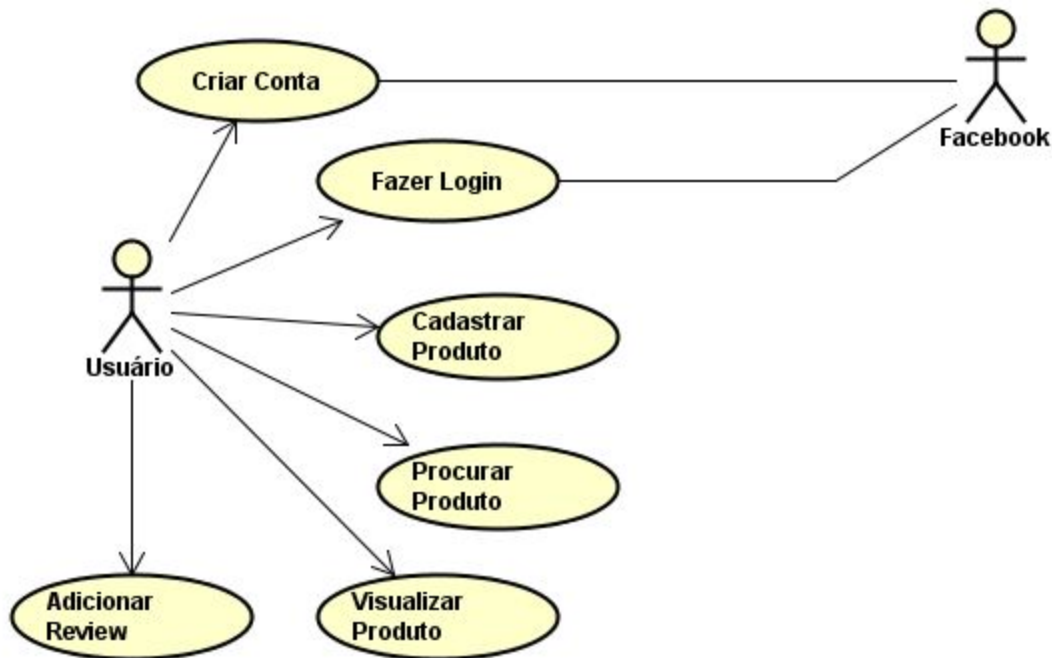 Criar Conta
Facebook
Fazer Login
Cadastrar
Produto
Usuário
Procurar
Produto
Adicionar
Review
Visualizar
Produto